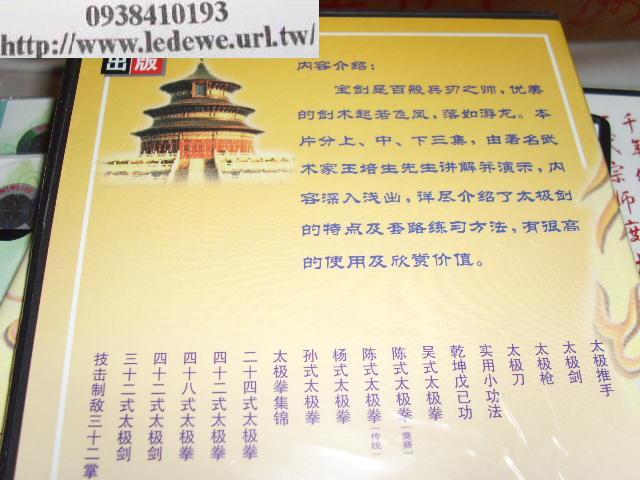 0938410193
http://www.ledewe.url.tw/
出版
内容介绍：
宝剑是百般兵刃之帅，优美
的剑术起若飞凤，落如游龙。本
片分上、中、下三集，由著名武
术家王培生先生讲解并演示，内
容深入浅出，详尽介绍了太极剑
的特点及套路练习方法，有很高
的使用及欣赏价值。
太极推手
太极剑
太极枪
太极刀
实用小功法
乾坤戊己功
吴式太极拳
陈式太极拳（竞赛）
陈式太极拳（传统）
杨式太极拳
孙式太极拳
太极拳集锦
二十四式太极拳
四十二式太极拳
四十八式太极拳
四十二式太极剑
三十二式太极剑
技击制敌三十二掌